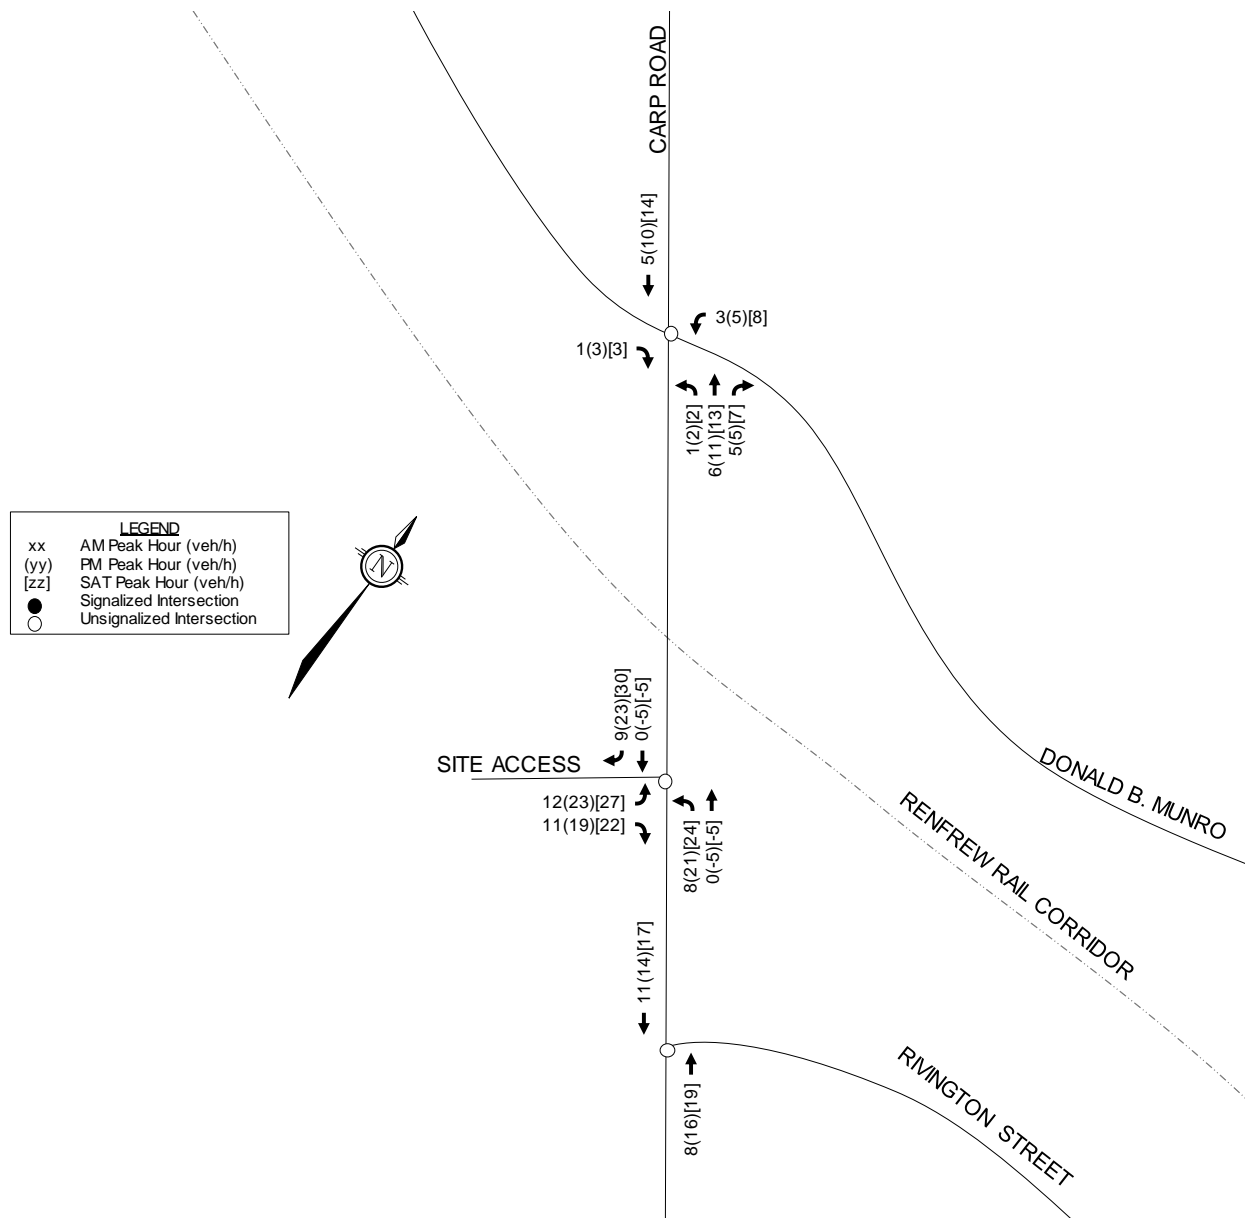 CARP ROAD
5(10)[14]
3(5)[8]
1(3)[3]
1(2)[2]
6(11)[13]
5(5)[7]
LEGEND
xx AM Peak Hour (veh/h)
(yy) PM Peak Hour (veh/h)
[zz] SAT Peak Hour (veh/h)
Signalized Intersection
Unsignalized Intersection
N
9(23)[30]
0(-5)[-5]
SITE ACCESS
12(23)[27]
11(19)[22]
8(21)[24]
0(-5)[-5]
DONALD B. MUNRO
RENFREW RAIL CORRIDOR
11(14)[17]
8(16)[19]
RIVINGTON STREET